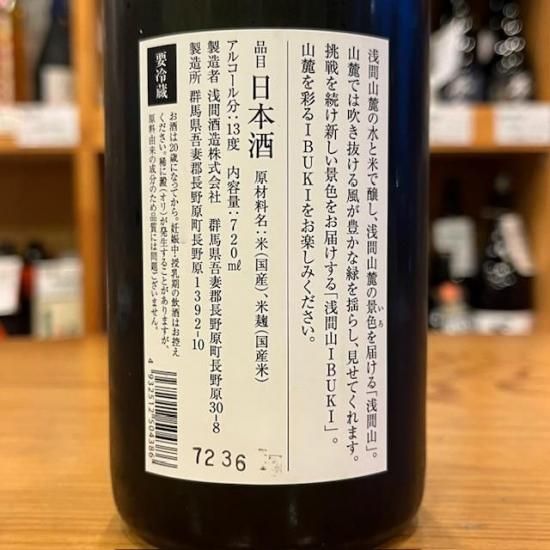 浅間山麓の水と米で醸し、浅間山麓の景色を届ける「浅間山」。
いろ
山麓では吹き抜ける風が豊かな緑を揺らし、見せてくれます。
挑戦を続け新しい景色をお届けする「浅間山IBUKI」。
山麓を彩るIBUKIをお楽しみください。
品目 日本酒 原材料名:米(国産)、米麹(国産米)
アルコール分:13度 内容量:720㎖
製造者 浅間酒造株式会社 群馬県吾妻郡長野原町長野原30-8
製造所 群馬県吾妻郡長野原町長野原1392-10
要冷蔵
お酒は20歳になってから。妊娠中・授乳期の飲酒はお控え
ください。稀に澱(オリ)が発生することがありますが、
原料由来の成分のため品質には問題ございません。
4932512504386
7236